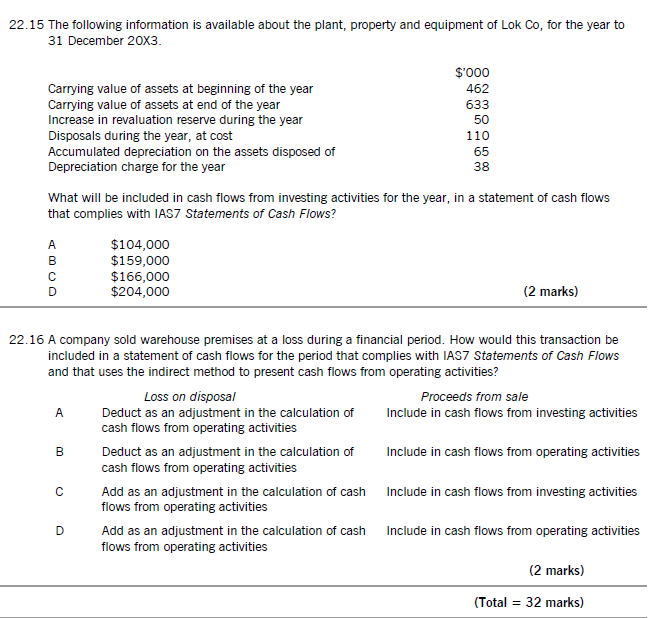 22.15 The following information is available about the plant, property and equipment of Lok Co, for the year to
31 December 20X3.
$'000
Carrying value of assets at beginning of the year 462
Carrying value of assets at end of the year 633
Increase in revaluation reserve during the year 50
Disposals during the year, at cost 110
Accumulated depreciation on the assets disposed of 65
Depreciation charge for the year 38
What will be included in cash flows from investing activities for the year, in a statement of cash flows
that complies with IAS7 Statements of Cash Flows?
A $104,000
B $159,000
C $166,000
D $204,000 (2 marks)
22.16 A company sold warehouse premises at a loss during a financial period. How would this transaction be
included in a statement of cash flows for the period that complies with IAS7 Statements of Cash Flows
and that uses the indirect method to present cash flows from operating activities?
Loss on disposal Proceeds from sale
A Deduct as an adjustment in the calculation of Include in cash flows from investing activities
cash flows from operating activities
B Deduct as an adjustment in the calculation of Include in cash flows from operating activities
cash flows from operating activities
C Add as an adjustment in the calculation of cash Include in cash flows from investing activities
flows from operating activities
D Add as an adjustment in the calculation of cash Include in cash flows from operating activities
flows from operating activities
(2 marks)
(Total = 32 marks)